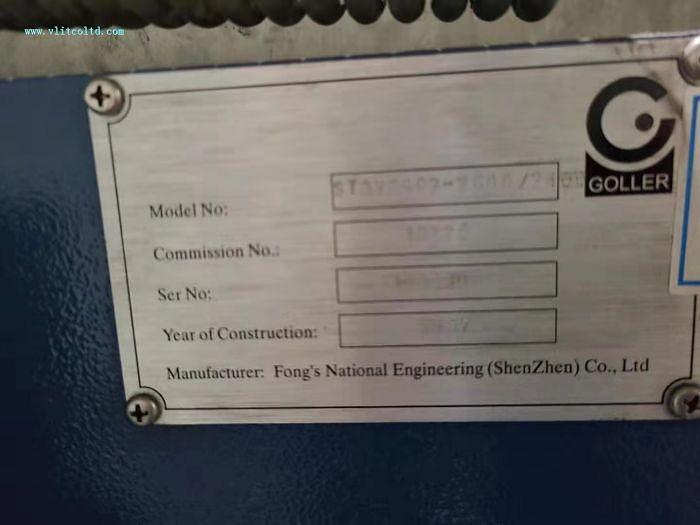 www.vlitcoltd.com
GOLLER
Model No:
Commission No.:
Ser No:
Year of Construction:
Manufacturer: Fong's National Engineering (ShenZhen) Co., Ltd